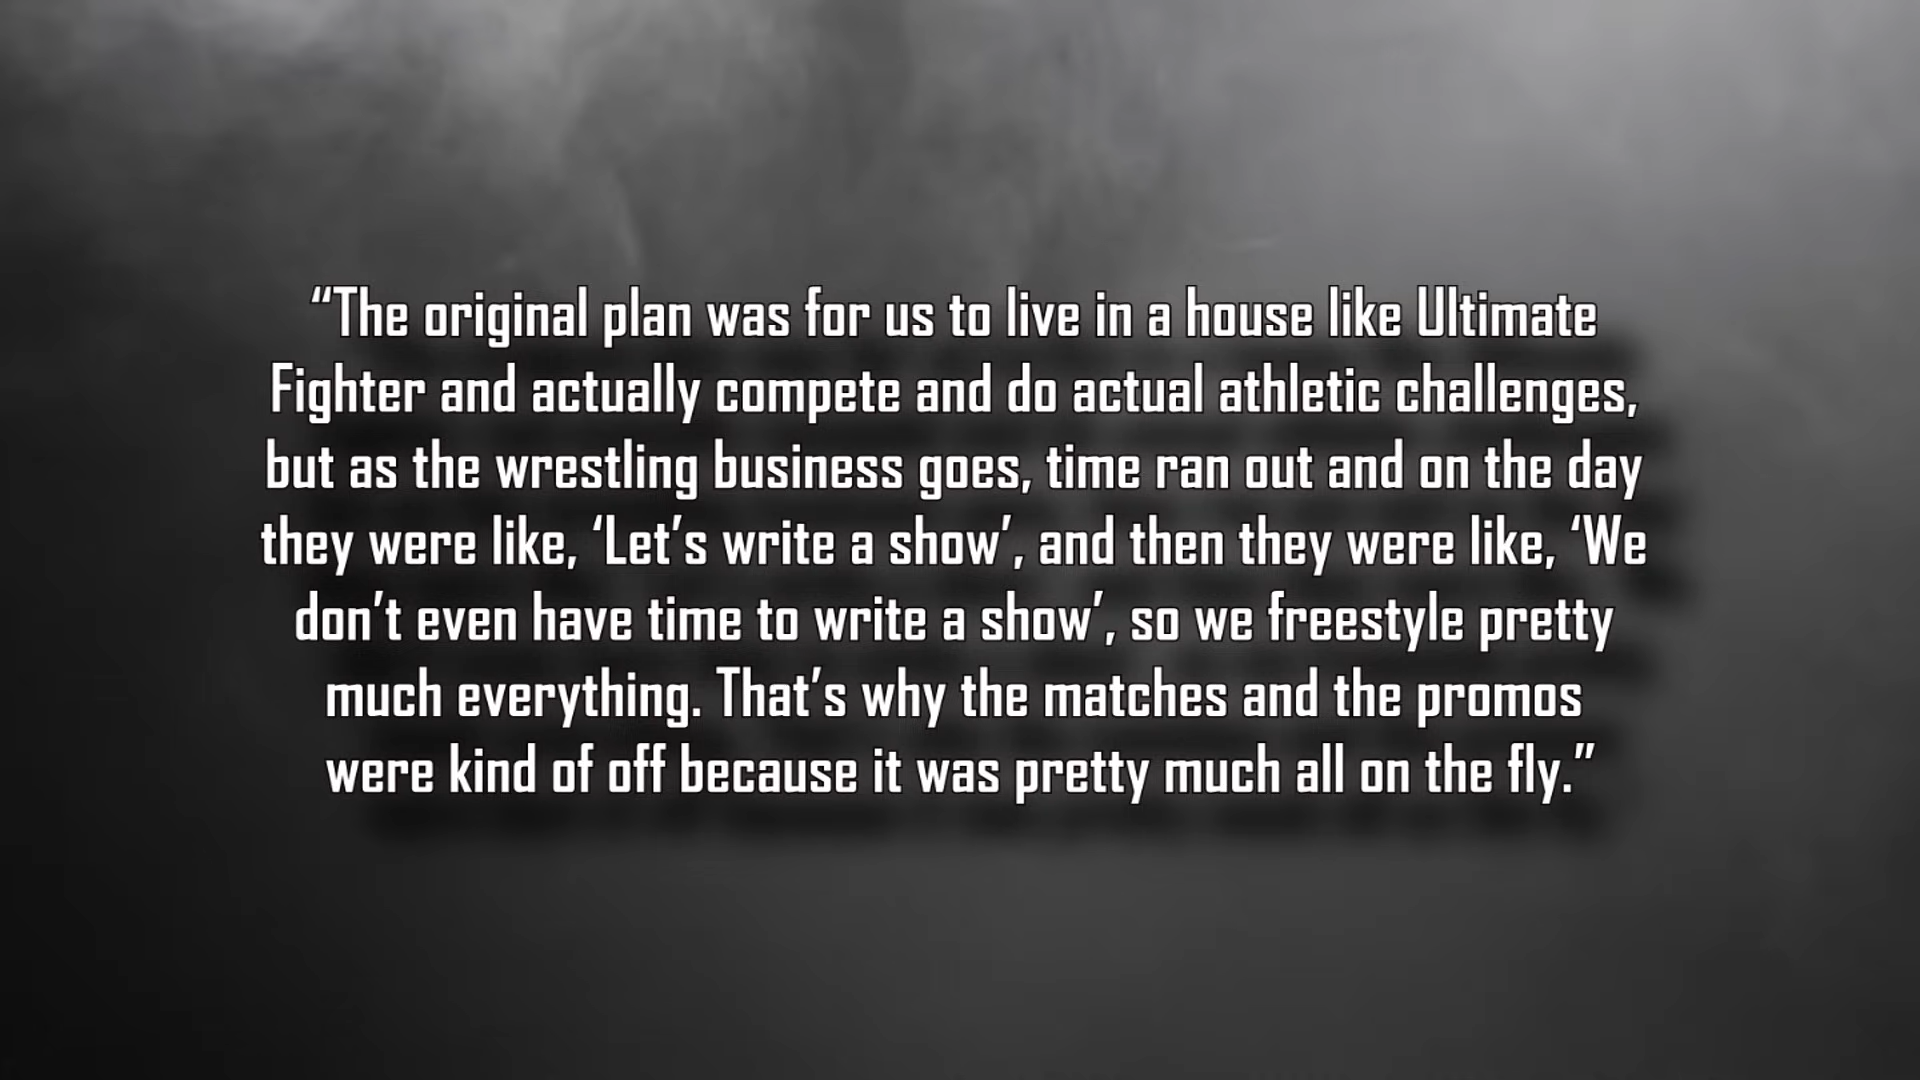 “The original plan was for us to live in a house like Ultimate
Fighter and actually compete and do actual athletic challenges,
but as the wrestling business goes, time ran out and on the day
they were like, ‘Let’s write a show’, and then they were like, ‘We
don’t even have time to write a show’, so we freestyle pretty
much everything. That’s why the matches and the promos
were kind of off because it was pretty much all on the fly.”